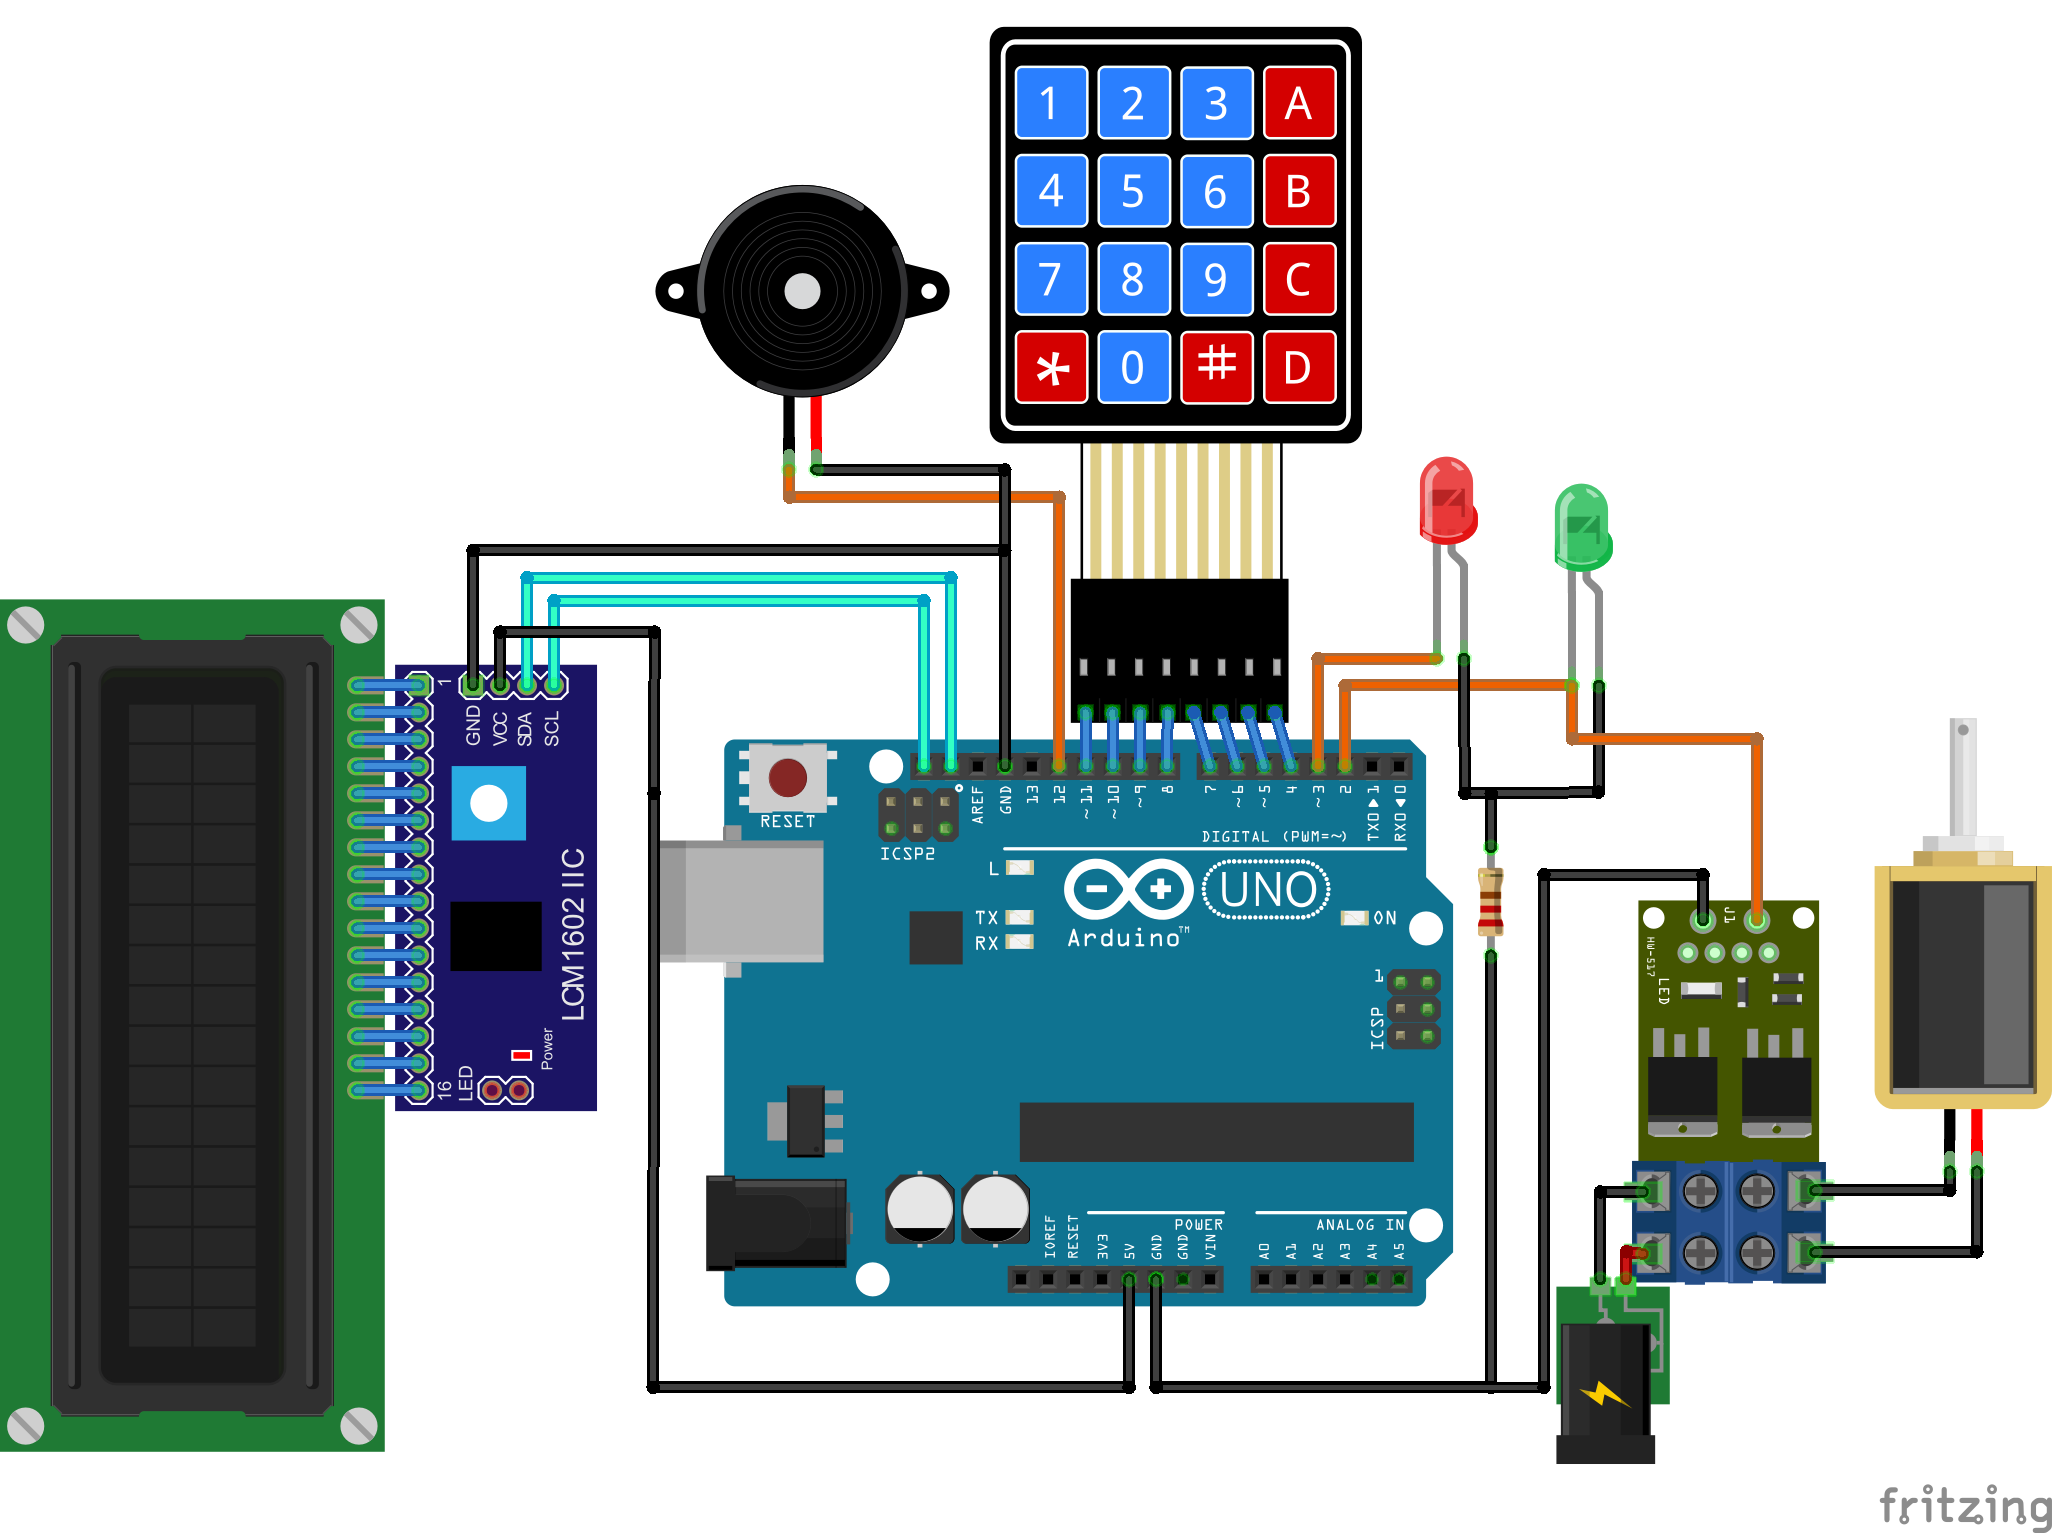 1 2 3 A
4 5 6 B
7 8 9 C
* 0 # D
1
GND
VCC
SDA
SCL
LCM1602 IIC
Power
LED
16
RESET
ICSP2
AREF
GND
13
12
~11
~10
~9
8
7
~6
~5
4
~3
2
TX0▶1
RX0◀0
DIGITAL (PWM=~)
L
TX
RX
UNO
Arduino™
ON
1
ICSP
IOREF
RESET
3V3
5V
GND
GND
VIN
POWER
A0
A1
A2
A3
A4
A5
ANALOG IN
J1
HW-517
LED
fritzing